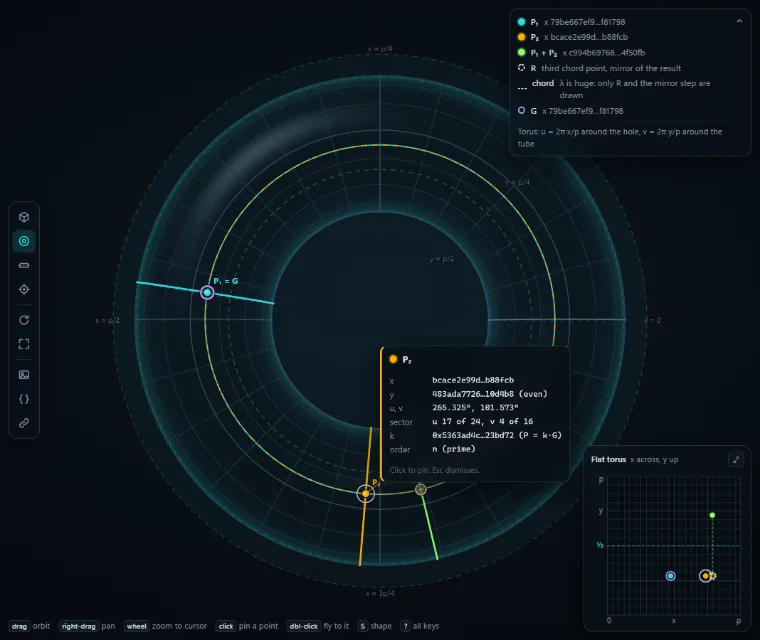 P₁ x 79be667ef9…f81798
P₂ x bcace2e99d…b88fcb
P₁ + P₂ x c994b69768…4f50fb
R third chord point, mirror of the result
chord λ is huge: only R and the mirror step are
drawn
G x 79be667ef9…f81798
Torus: u = 2π·x/p around the hole, v = 2π·y/p around the
tube
x = p/4
y = p/4
y = p/2
P₁ = G
x = p/2
x = 0
P₂
x bcace2e99d…b88fcb
y 483ada7726…10d4b8 (even)
u, v 265.325°, 101.573°
sector u 17 of 24, v 4 of 16
k 0x5363ad4c…23bd72 (P = k·G)
order n (prime)
Click to pin. Esc dismisses.
P₂
x = 3p/4
Flat torus x across, y up
p
y
½
0 x p
drag orbit right-drag pan wheel zoom to cursor click pin a point dbl-click fly to it S shape ? all keys